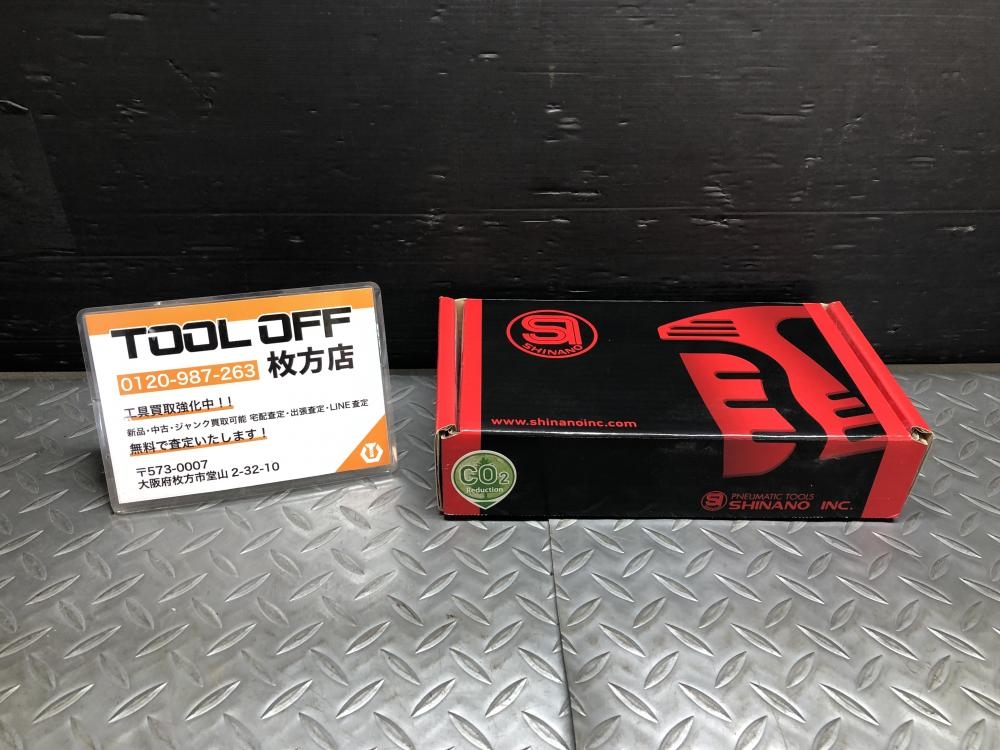 TOOL OFF
0120-987-263 枚方店
工具買取強化中！！
新品・中古・ジャンク買取可能 宅配査定・出張査定・LINE査定
無料で査定いたします！
〒573-0007
大阪府枚方市堂山 2-32-10
SHINANO
www.shinanoinc.com
CO2
Reduction
PNEUMATIC TOOLS
SHINANO INC.